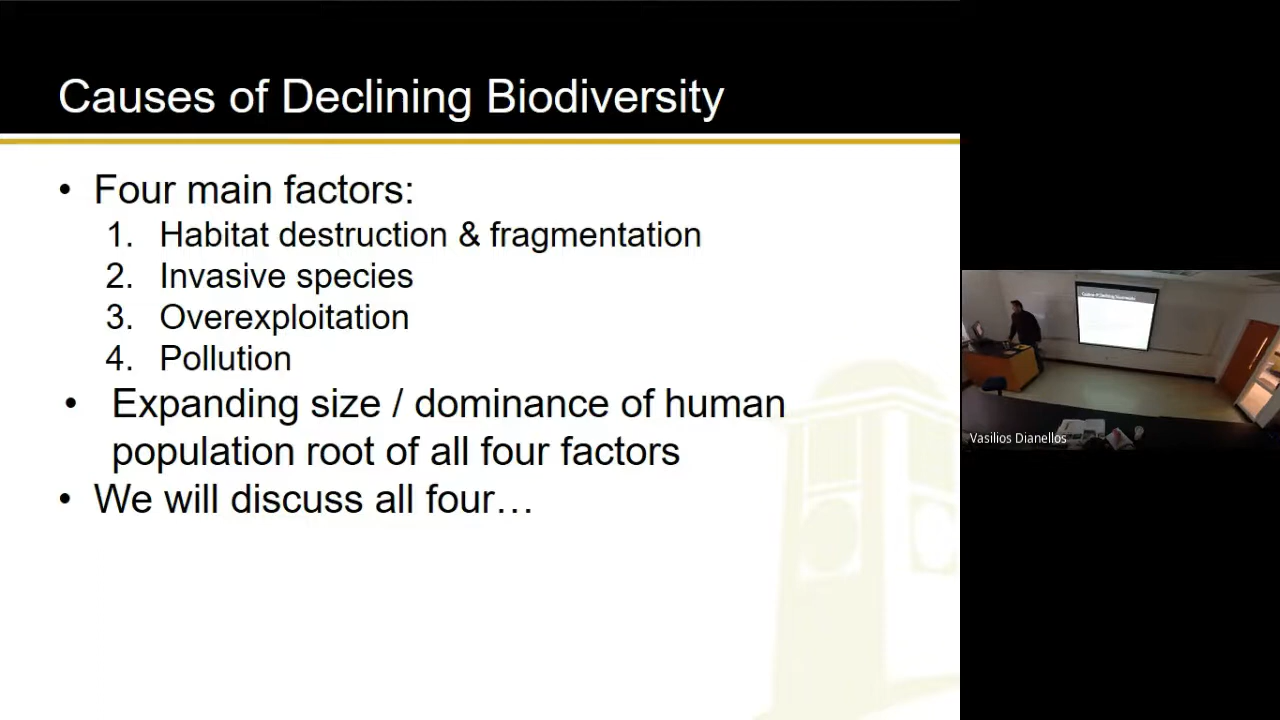 Causes of Declining Biodiversity
• Four main factors:
1. Habitat destruction & fragmentation
2. Invasive species
3. Overexploitation
4. Pollution
• Expanding size / dominance of human
population root of all four factors
• We will discuss all four…
Vasilios Dianellos